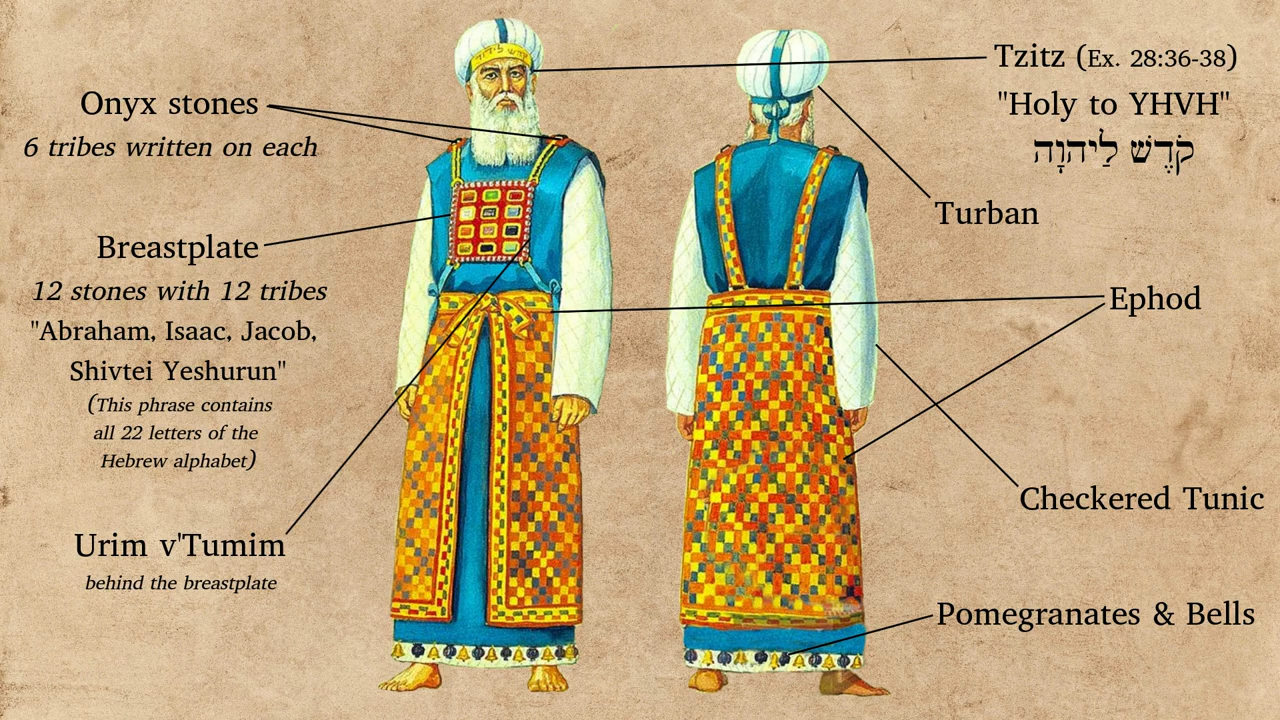 Onyx stones
6 tribes written on each
Breastplate
12 stones with 12 tribes
"Abraham, Isaac, Jacob,
Shivtei Yeshurun"
(This phrase contains
all 22 letters of the
Hebrew alphabet)
Urim v'Tumim
behind the breastplate
קדש ליהוה
Tzitz (Ex. 28:36-38)
"Holy to YHVH"
קֹדֶשׁ לַיהוָה
Turban
Ephod
Checkered Tunic
Pomegranates & Bells